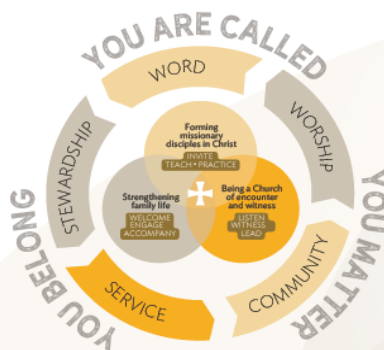 YOU ARE CALLED
WORD
WORSHIP
COMMUNITY
SERVICE
STEWARDSHIP
YOU MATTER
YOU BELONG
Forming
missionary
disciples in Christ
INVITE
TEACH • PRACTICE
Strengthening
family life
WELCOME
ENGAGE
ACCOMPANY
Being a Church
of encounter
and witness
LISTEN
WITNESS
LEAD